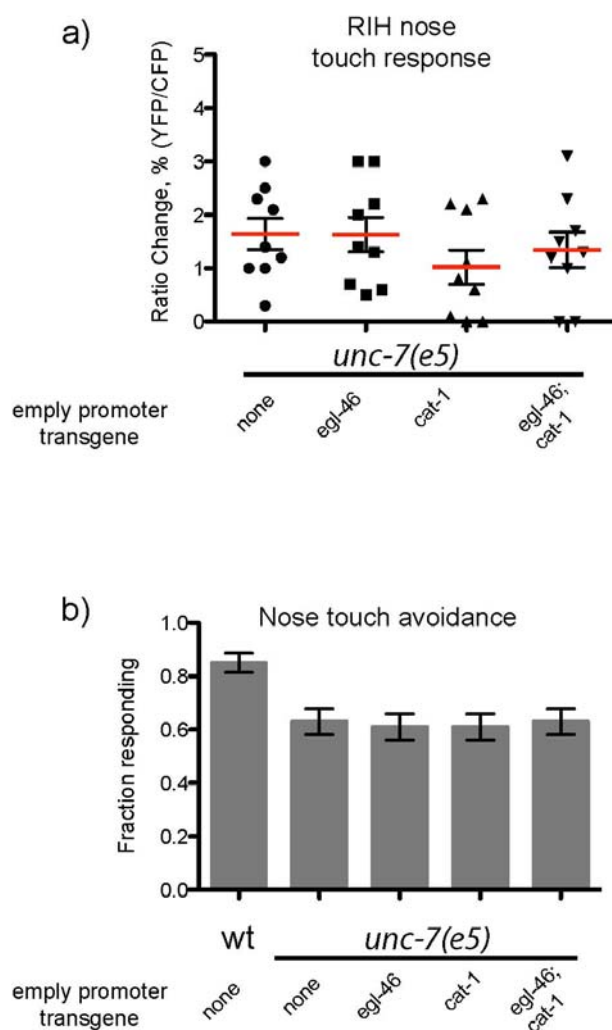 a)
RIH nose
touch response
Ratio Change, % (YFP/CFP)
5
4
3
2
1
0
unc-7(e5)
emply promoter
transgene
none
egl-46
cat-1
egl-46;
cat-1
b)
Nose touch avoidance
Fraction responding
1.0
0.8
0.6
0.4
0.2
0.0
wt
unc-7(e5)
emply promoter
transgene
none
none
egl-46
cat-1
egl-46;
cat-1